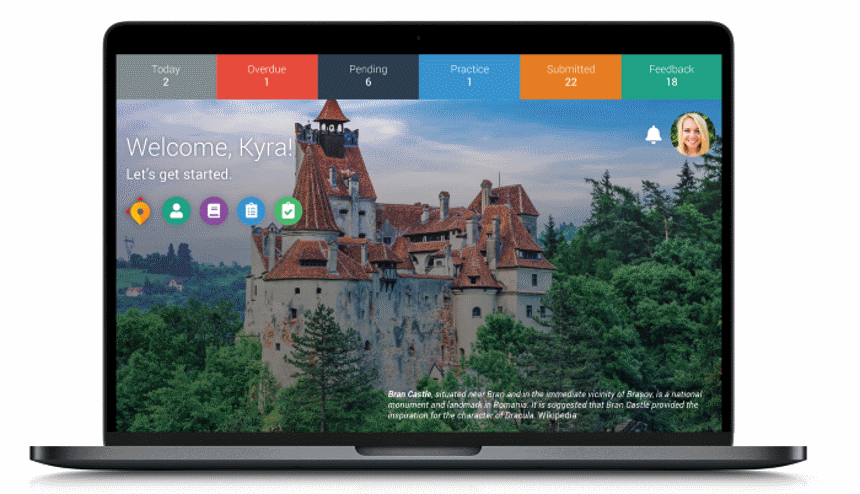 Today
2
Overdue
1
Pending
6
Practice
1
Submitted
22
Feedback
18
Welcome, Kyra!
Let's get started.
Bran Castle, situated near Bran and in the immediate vicinity of Braşov, is a national
monument and landmark in Romania. It is suggested that Bran Castle provided the
inspiration for the character of Dracula. Wikipedia